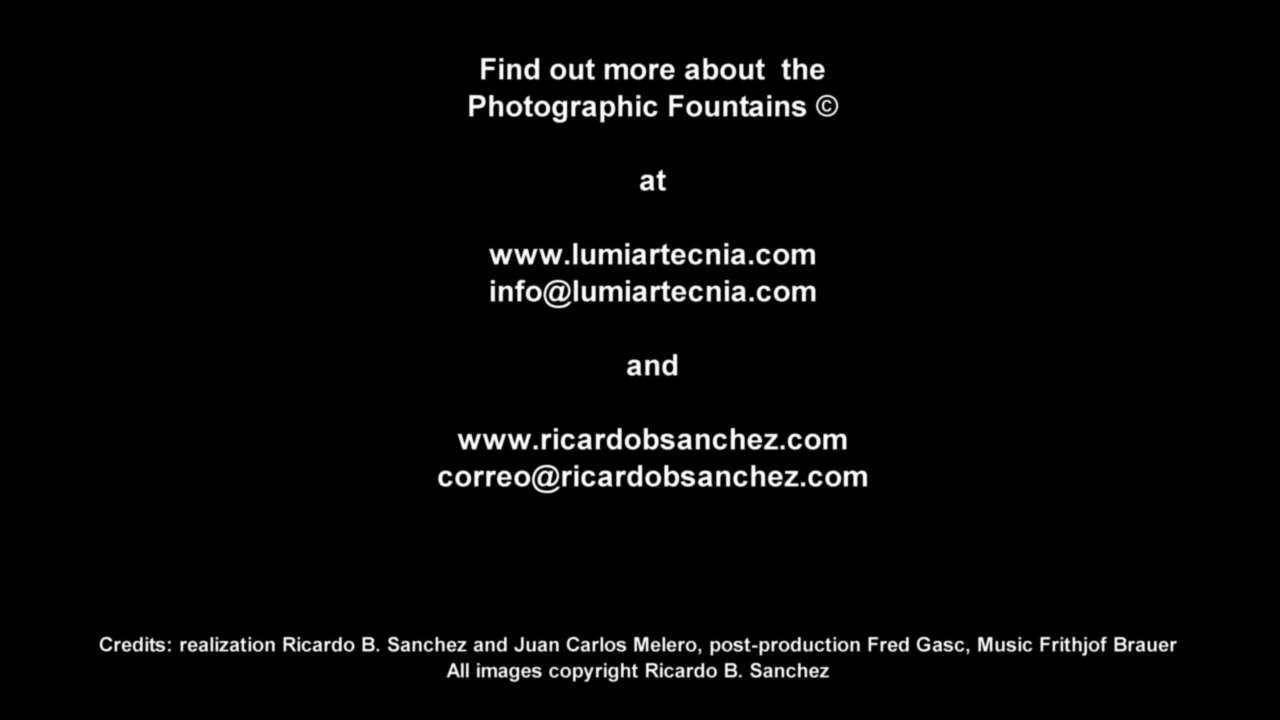 Find out more about  the
Photographic Fountains ©
at
www.lumiartecnia.com
info@lumiartecnia.com
and
www.ricardobsanchez.com
correo@ricardobsanchez.com
Credits: realization Ricardo B. Sanchez and Juan Carlos Melero, post-production Fred Gasc, Music Frithjof Brauer
All images copyright Ricardo B. Sanchez